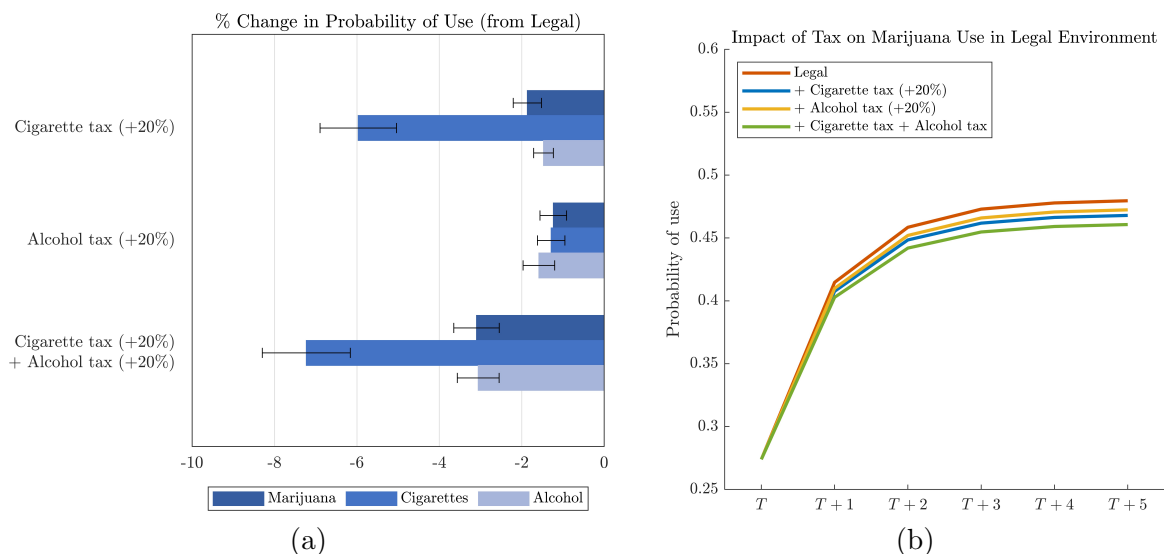 % Change in Probability of Use (from Legal)
Cigarette tax (+20%)
Alcohol tax (+20%)
Cigarette tax (+20%)
+ Alcohol tax (+20%)
-10 -8 -6 -4 -2 0
Marijuana Cigarettes Alcohol
(a)
Impact of Tax on Marijuana Use in Legal Environment
Legal
+ Cigarette tax (+20%)
+ Alcohol tax (+20%)
+ Cigarette tax + Alcohol tax
Probability of use
0.6
0.55
0.5
0.45
0.4
0.35
0.3
0.25
T T + 1 T + 2 T + 3 T + 4 T + 5
(b)